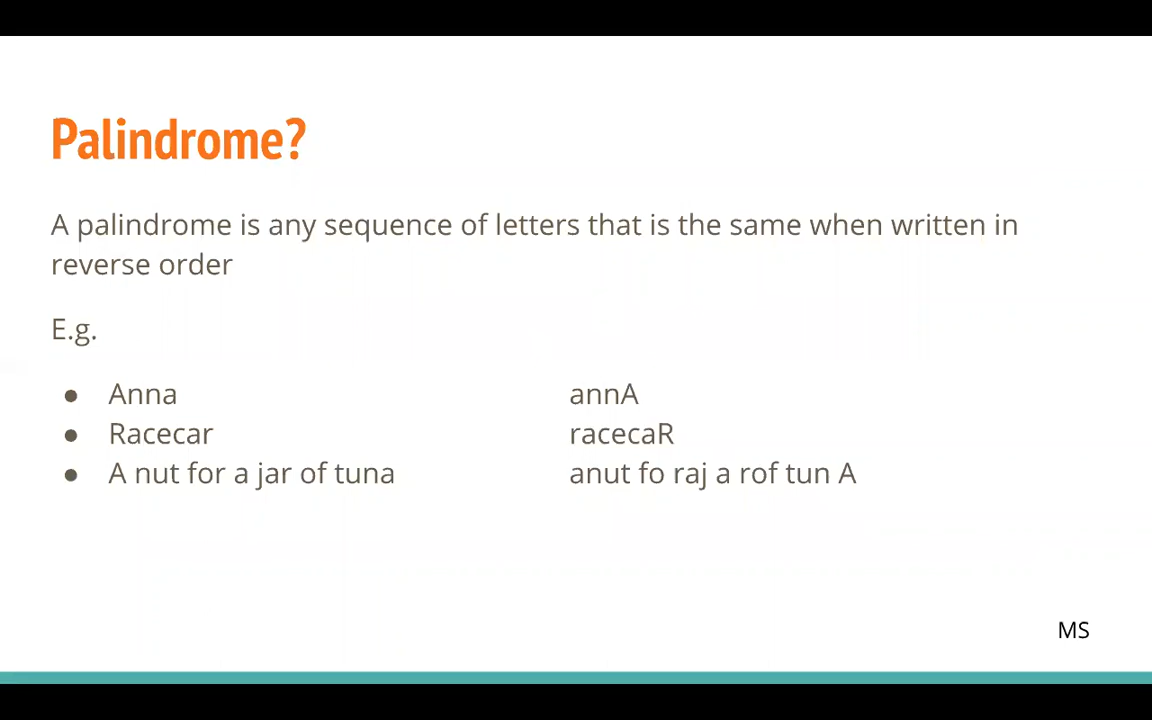 Palindrome?
A palindrome is any sequence of letters that is the same when written in
reverse order
E.g.
● Anna annA
● Racecar racecaR
● A nut for a jar of tuna anut fo raj a rof tun A
MS